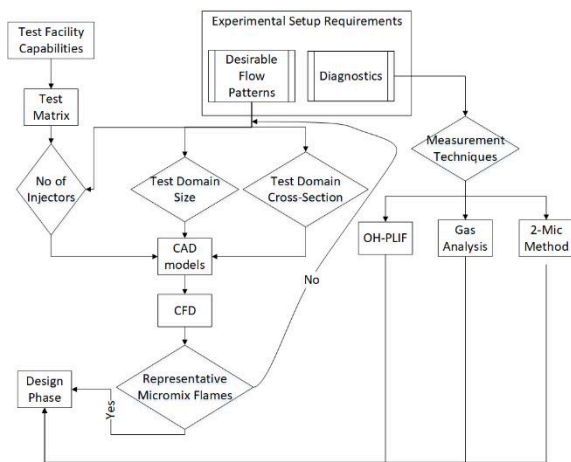 Experimental Setup Requirements
Test Facility
Capabilities
Desirable
Flow
Patterns
Diagnostics
Test
Matrix
Measurement
Techniques
No of
Injectors
Test Domain
Size
Test Domain
Cross-Section
OH-PLIF
Gas
Analysis
2-Mic
Method
CAD
models
No
CFD
Representative
Micromix Flames
Design
Phase
Yes